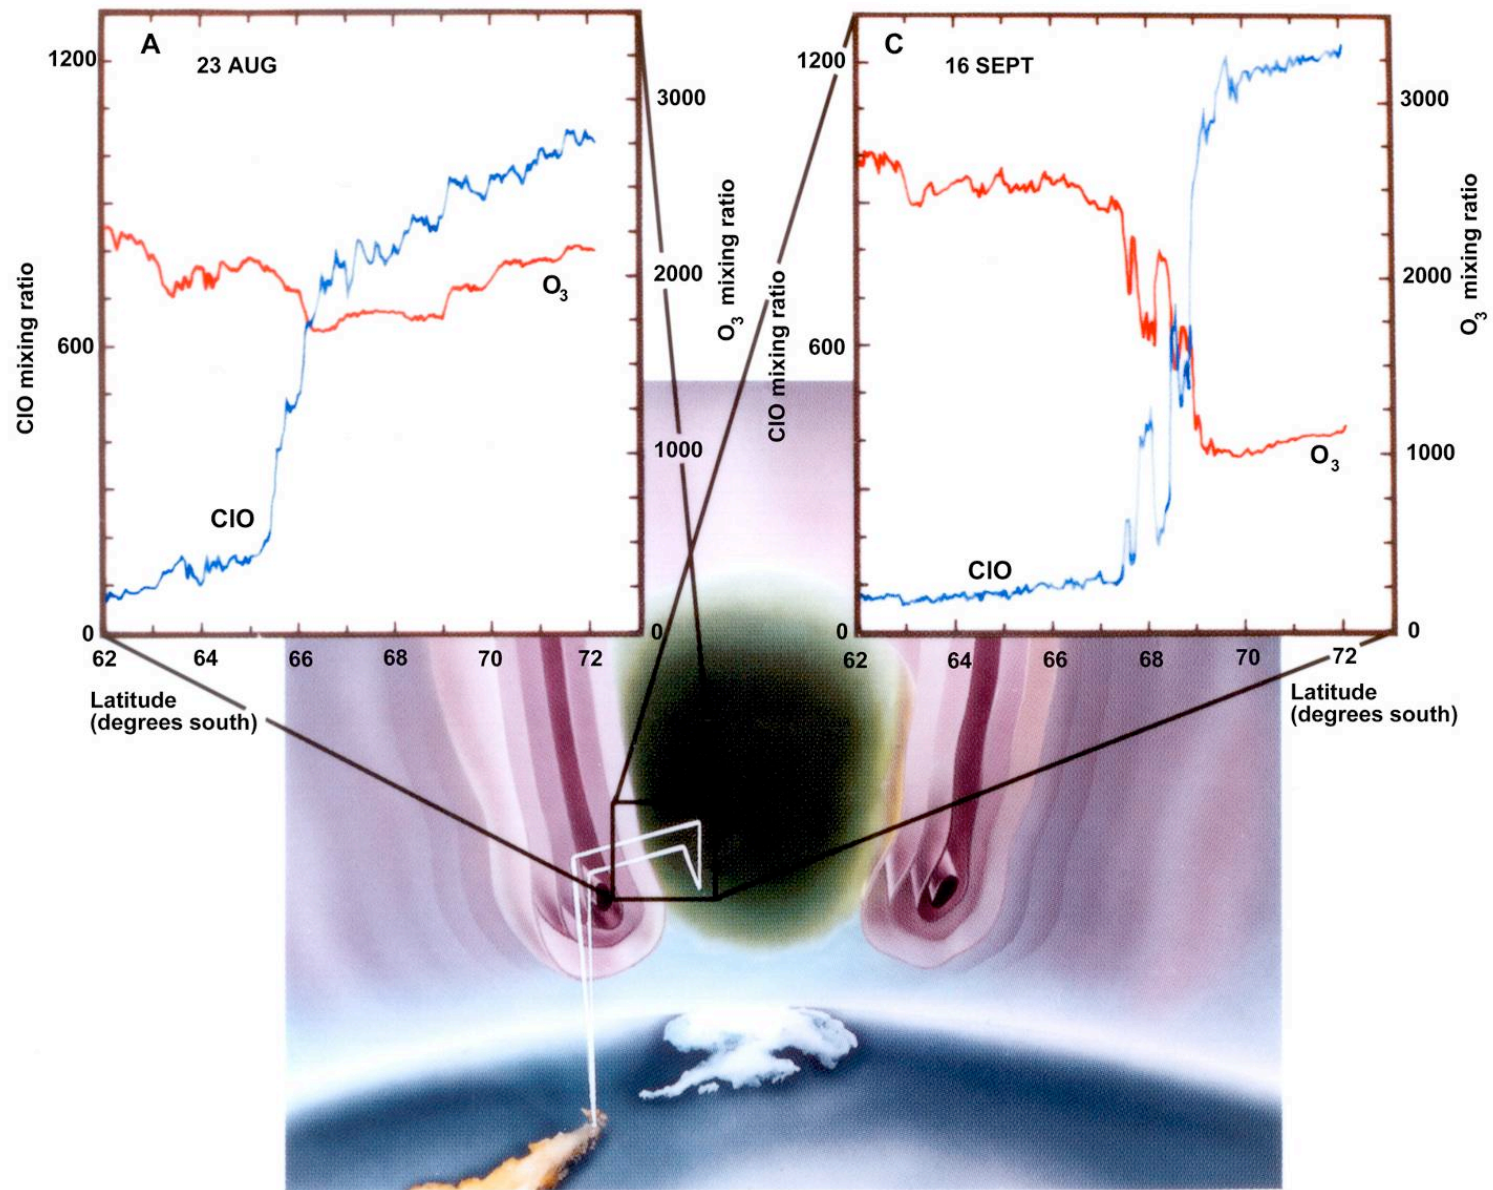 A
23 AUG
1200
600
0
ClO mixing ratio
3000
2000
1000
0
O3 mixing ratio
O3
ClO
62 64 66 68 70 72
Latitude
(degrees south)
C
16 SEPT
1200
600
0
ClO mixing ratio
3000
2000
1000
0
O3 mixing ratio
O3
ClO
62 64 66 68 70 72
Latitude
(degrees south)